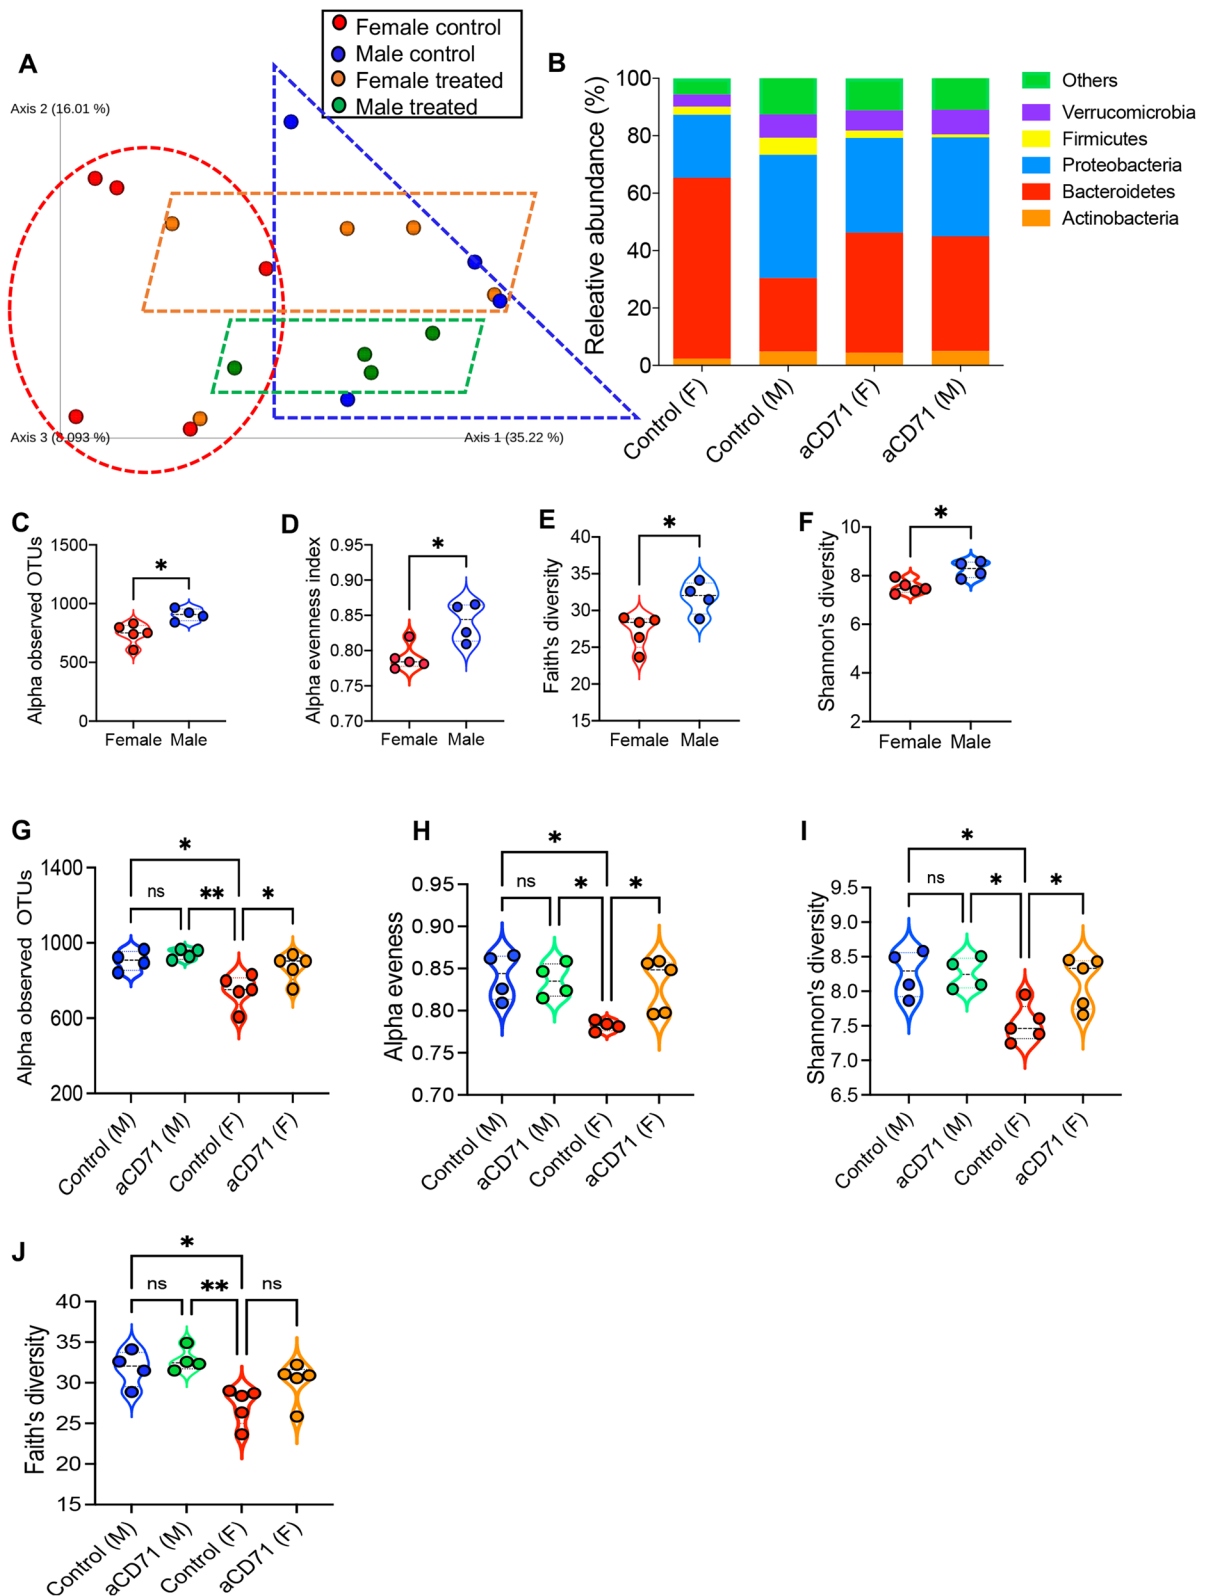 A
Female control
Male control
Female treated
Male treated
Axis 2 (16.01 %)
Axis 3 (8.093 %)
Axis 1 (35.22 %)
B
Releative abundance (%)
100
80
60
40
20
0
Control (F)
Control (M)
aCD71 (F)
aCD71 (M)
Others
Verrucomicrobia
Firmicutes
Proteobacteria
Bacteroidetes
Actinobacteria
C
Alpha observed OTUs
1500
1000
500
0
*
Female Male
D
Alpha evenness index
0.95
0.90
0.85
0.80
0.75
0.70
*
Female Male
E
Faith's diversity
40
35
30
25
20
15
*
Female Male
F
Shannon's diversity
10
8
6
4
2
*
Female Male
G
Alpha observed OTUs
1400
1000
600
200
*
ns ** *
Control (M)
aCD71 (M)
Control (F)
aCD71 (F)
H
Alpha eveness
0.95
0.90
0.85
0.80
0.75
0.70
*
ns * *
Control (M)
aCD71 (M)
Control (F)
aCD71 (F)
I
Shannon's diversity
9.5
9.0
8.5
8.0
7.5
7.0
6.5
*
ns * *
Control (M)
aCD71 (M)
Control (F)
aCD71 (F)
J
Faith's diversity
40
35
30
25
20
15
*
ns ** ns
Control (M)
aCD71 (M)
Control (F)
aCD71 (F)